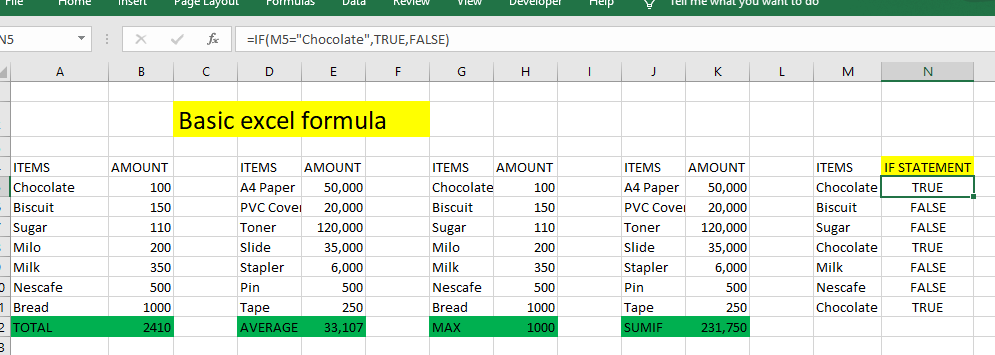 File Home Insert Page Layout Formulas Data Review View Developer Help Tell me what you want to do
N5 fx =IF(M5="Chocolate",TRUE,FALSE)
A B C D E F G H I J K L M N
Basic excel formula
ITEMS AMOUNT ITEMS AMOUNT ITEMS AMOUNT ITEMS AMOUNT ITEMS IF STATEMENT
Chocolate 100 A4 Paper 50,000 Chocolate 100 A4 Paper 50,000 Chocolate TRUE
Biscuit 150 PVC Cover 20,000 Biscuit 150 PVC Cover 20,000 Biscuit FALSE
Sugar 110 Toner 120,000 Sugar 110 Toner 120,000 Sugar FALSE
Milo 200 Slide 35,000 Milo 200 Slide 35,000 Chocolate TRUE
Milk 350 Stapler 6,000 Milk 350 Stapler 6,000 Milk FALSE
Nescafe 500 Pin 500 Nescafe 500 Pin 500 Nescafe FALSE
Bread 1000 Tape 250 Bread 1000 Tape 250 Chocolate TRUE
TOTAL 2410 AVERAGE 33,107 MAX 1000 SUMIF 231,750